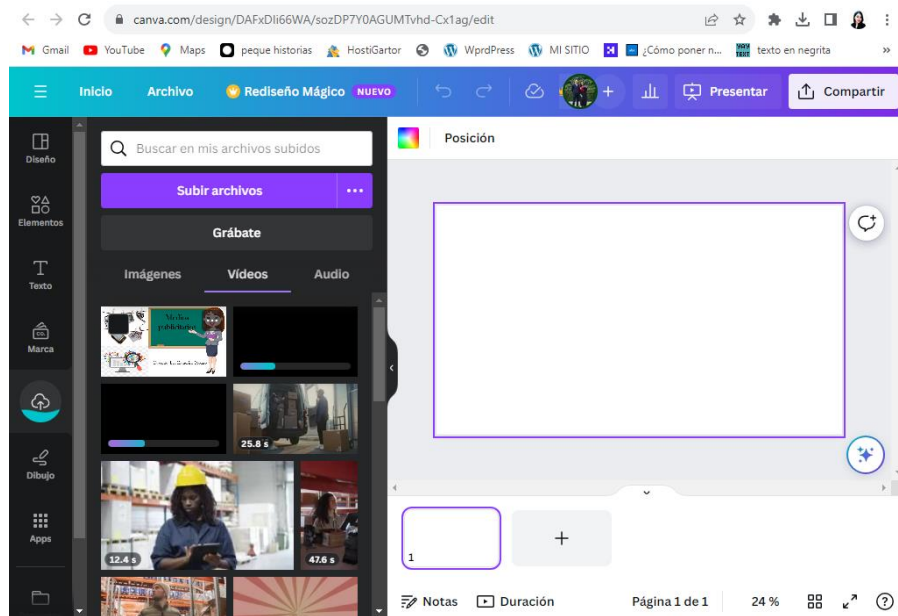 canva.com/design/DAFxDli66WA/sozDP7Y0AGUMTvhd-Cx1ag/edit
Gmail YouTube Maps peque historias HostiGartor WprdPress MI SITIO ¿Cómo poner n... texto en negrita »
Inicio Archivo Rediseño Mágico NUEVO + Presentar Compartir
Diseño
Elementos
Texto
Marca
Dibujo
Apps
Buscar en mis archivos subidos
Subir archivos
Grábate
Imágenes Vídeos Audio
Medios
publicitarios
25.8 s
12.4 s
47.6 s
Posición
1
+
Notas Duración Página 1 de 1 24 %